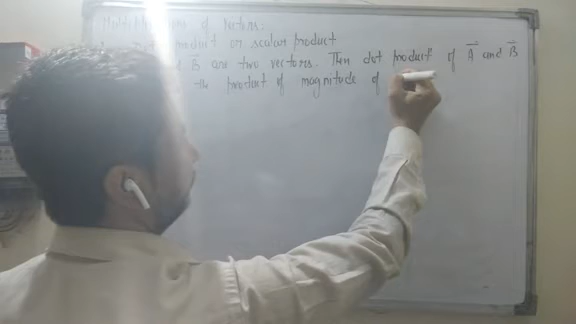 Multiplication of Vectors:
product or scalar product
B⃗ are two vectors. Then dot product of A⃗ and B⃗
the product of magnitude of